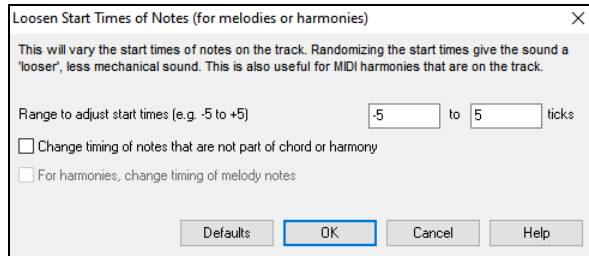 Loosen Start Times of Notes (for melodies or harmonies)
This will vary the start times of notes on the track. Randomizing the start times give the sound a
'looser', less mechanical sound. This is also useful for MIDI harmonies that are on the track.
Range to adjust start times (e.g. -5 to +5) -5 to 5 ticks
Change timing of notes that are not part of chord or harmony
For harmonies, change timing of melody notes
Defaults OK Cancel Help